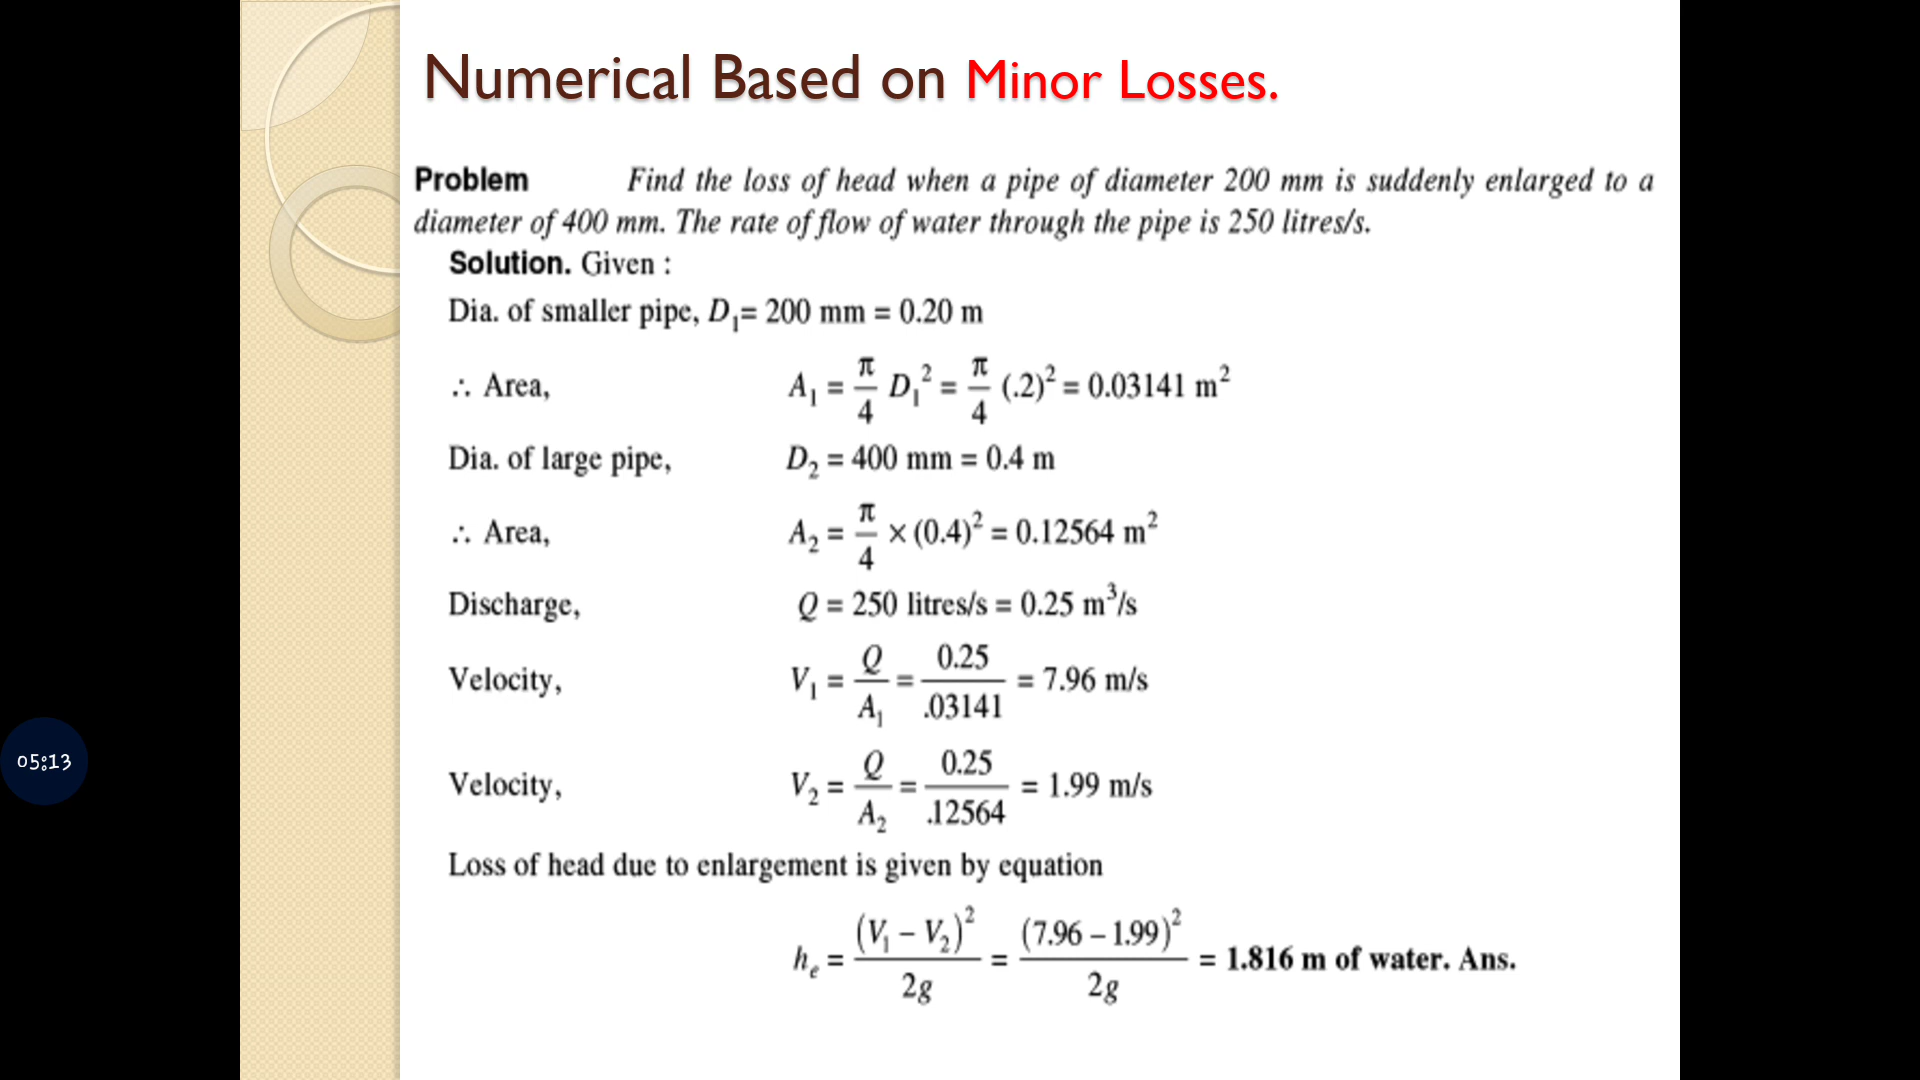 Numerical Based on Minor Losses.
Problem Find the loss of head when a pipe of diameter 200 mm is suddenly enlarged to a
diameter of 400 mm. The rate of flow of water through the pipe is 250 litres/s.
Solution. Given :
Dia. of smaller pipe, D₁= 200 mm = 0.20 m
∴ Area, A₁ = π/4 D₁² = π/4 (.2)² = 0.03141 m²
Dia. of large pipe, D₂ = 400 mm = 0.4 m
∴ Area, A₂ = π/4 × (0.4)² = 0.12564 m²
Discharge, Q = 250 litres/s = 0.25 m³/s
Velocity, V₁ = Q/A₁ = 0.25/.03141 = 7.96 m/s
05:13
Velocity, V₂ = Q/A₂ = 0.25/.12564 = 1.99 m/s
Loss of head due to enlargement is given by equation
hₑ = (V₁ – V₂)²/2g = (7.96 – 1.99)²/2g = 1.816 m of water. Ans.